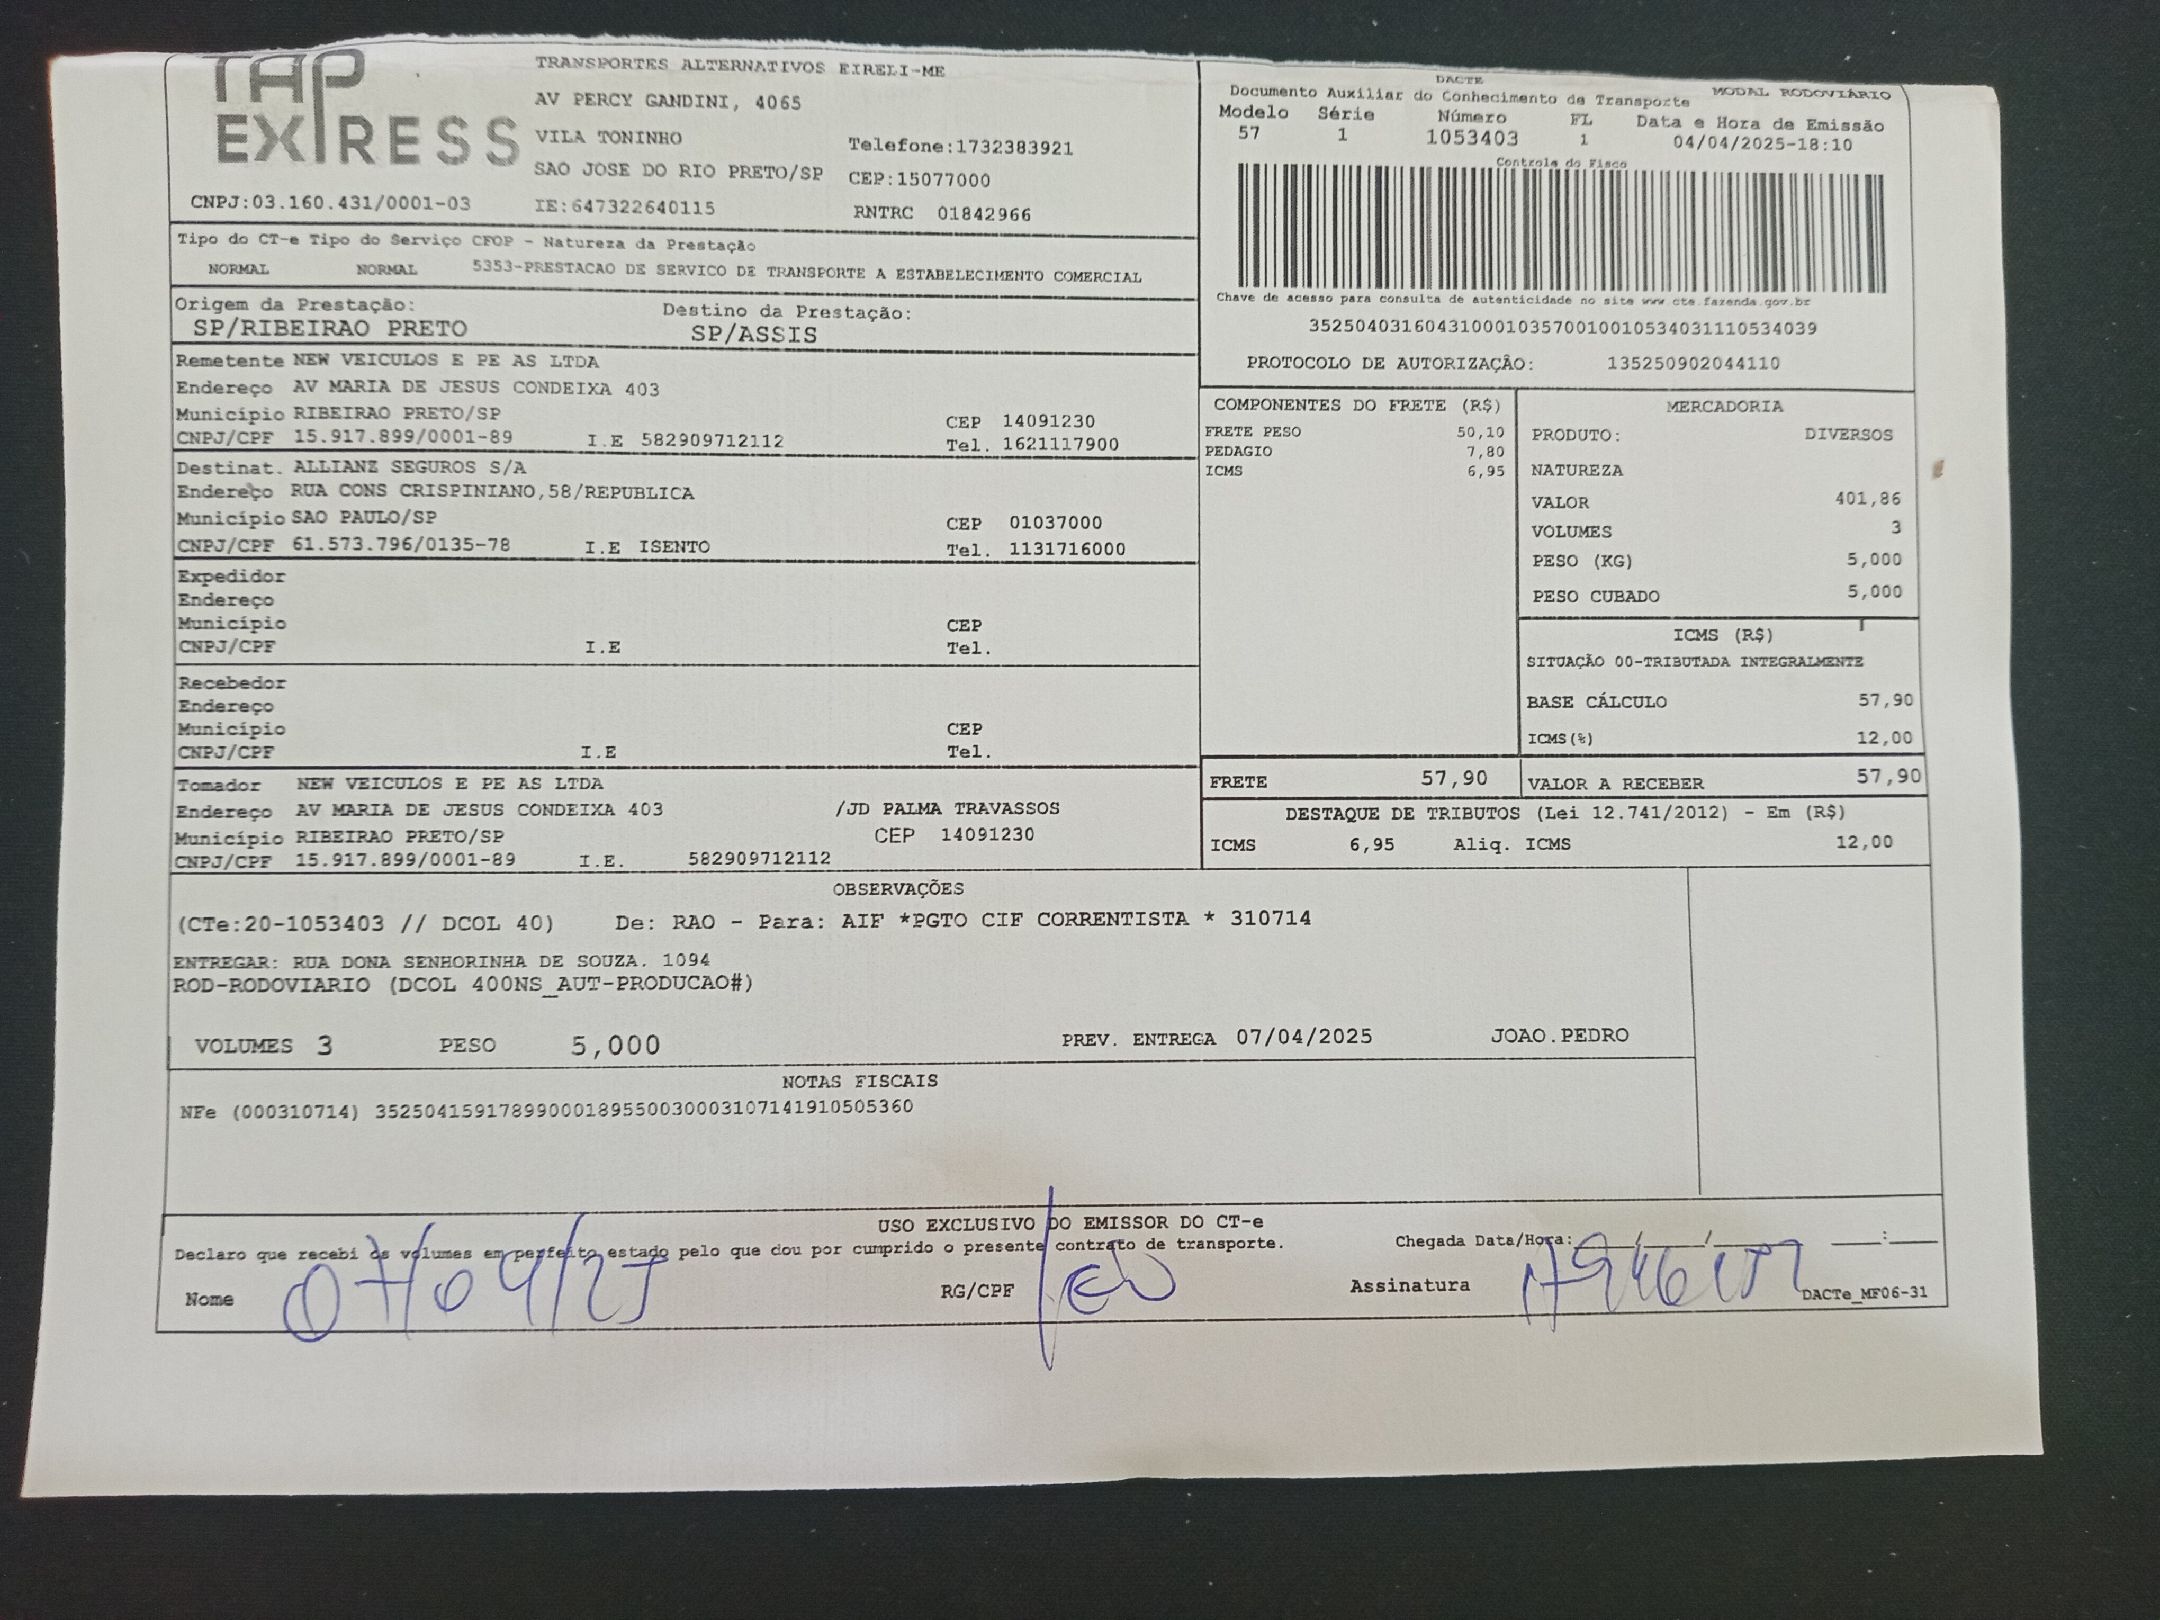 TAP
EXPRESS
TRANSPORTES ALTERNATIVOS EIRELI-ME
AV PERCY GANDINI, 4065
VILA TONINHO
Telefone:1732383921
SAO JOSE DO RIO PRETO/SP CEP:15077000
CNPJ:03.160.431/0001-03 IE:647322640115 RNTRC 01842966
DACTE MODAL RODOVIÁRIO
Documento Auxiliar do Conhecimento de Transporte
Modelo Série Número FL Data e Hora de Emissão
57 1 1053403 1 04/04/2025-18:10
Controle do Fisco
Chave de acesso para consulta de autenticidade no site www.cte.fazenda.gov.br
35250403160431000103570010010534031110534039
PROTOCOLO DE AUTORIZAÇÃO: 135250902044110
Tipo do CT-e Tipo do Serviço CFOP - Natureza da Prestação
NORMAL NORMAL 5353-PRESTACAO DE SERVICO DE TRANSPORTE A ESTABELECIMENTO COMERCIAL
Origem da Prestação: Destino da Prestação:
SP/RIBEIRAO PRETO SP/ASSIS
Remetente NEW VEICULOS E PE AS LTDA
Endereço AV MARIA DE JESUS CONDEIXA 403
Município RIBEIRAO PRETO/SP CEP 14091230
CNPJ/CPF 15.917.899/0001-89 I.E 582909712112 Tel. 1621117900
Destinat. ALLIANZ SEGUROS S/A
Endereço RUA CONS CRISPINIANO,58/REPUBLICA
Município SAO PAULO/SP CEP 01037000
CNPJ/CPF 61.573.796/0135-78 I.E ISENTO Tel. 1131716000
Expedidor
Endereço
Município CEP
CNPJ/CPF I.E Tel.
Recebedor
Endereço
Município CEP
CNPJ/CPF I.E Tel.
Tomador NEW VEICULOS E PE AS LTDA
Endereço AV MARIA DE JESUS CONDEIXA 403 /JD PALMA TRAVASSOS
Município RIBEIRAO PRETO/SP CEP 14091230
CNPJ/CPF 15.917.899/0001-89 I.E. 582909712112
COMPONENTES DO FRETE (R$)
FRETE PESO 50,10
PEDAGIO 7,80
ICMS 6,95
MERCADORIA
PRODUTO: DIVERSOS
NATUREZA
VALOR 401,86
VOLUMES 3
PESO (KG) 5,000
PESO CUBADO 5,000
ICMS (R$)
SITUAÇÃO 00-TRIBUTADA INTEGRALMENTE
BASE CÁLCULO 57,90
ICMS(%) 12,00
FRETE 57,90 VALOR A RECEBER 57,90
DESTAQUE DE TRIBUTOS (Lei 12.741/2012) - Em (R$)
ICMS 6,95 Aliq. ICMS 12,00
OBSERVAÇÕES
(CTe:20-1053403 // DCOL 40) De: RAO - Para: AIF *PGTO CIF CORRENTISTA * 310714
ENTREGAR: RUA DONA SENHORINHA DE SOUZA. 1094
ROD-RODOVIARIO (DCOL 400NS_AUT-PRODUCAO#)
VOLUMES 3 PESO 5,000 PREV. ENTREGA 07/04/2025 JOAO.PEDRO
NOTAS FISCAIS
NFe (000310714) 35250415917899000189550030003107141910505360
USO EXCLUSIVO DO EMISSOR DO CT-e
Declaro que recebi os volumes em perfeito estado pelo que dou por cumprido o presente contrato de transporte. Chegada Data/Hora: __/__/__ __:__
Nome 07/04/25 RG/CPF Assinatura DACTe_MF06-31